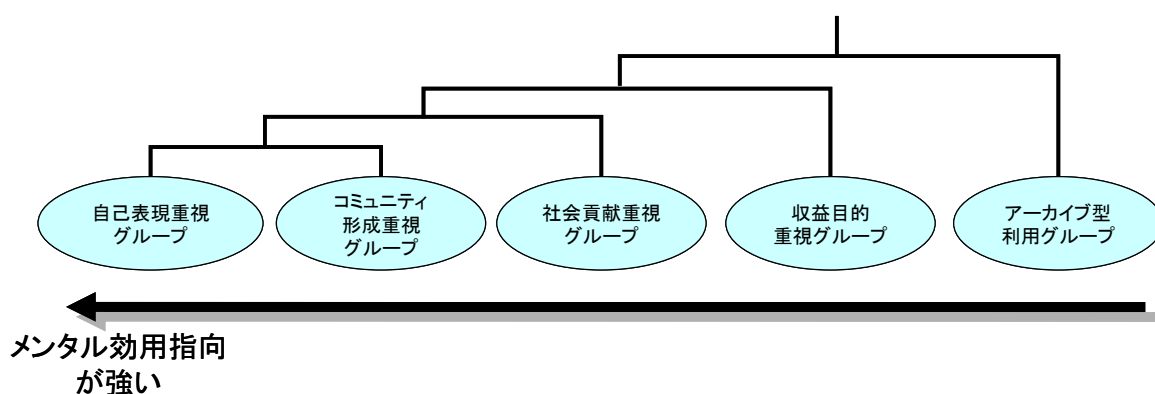 自己表現重視
グループ
コミュニティ
形成重視
グループ
社会貢献重視
グループ
収益目的
重視グループ
アーカイブ型
利用グループ
メンタル効用指向
が強い